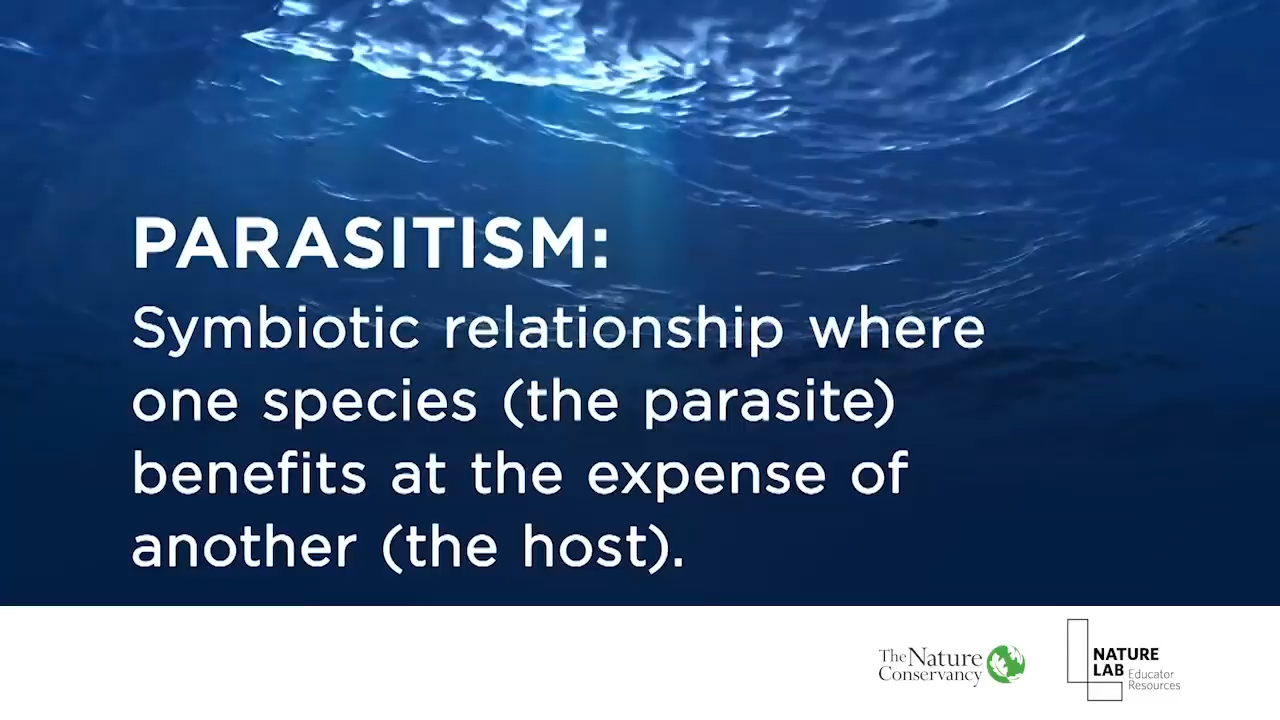 PARASITISM:
Symbiotic relationship where
one species (the parasite)
benefits at the expense of
another (the host).
The Nature
Conservancy
NATURE
LAB Educator
Resources